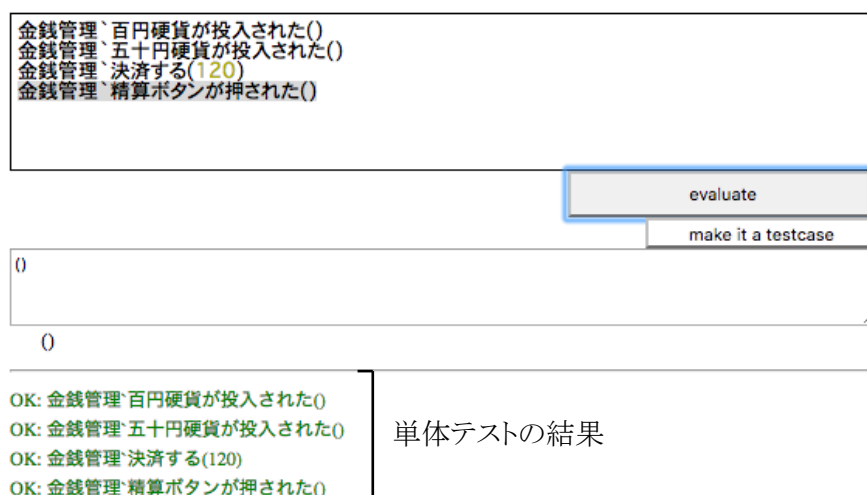 金銭管理`百円硬貨が投入された()
金銭管理`五十円硬貨が投入された()
金銭管理`決済する(120)
金銭管理`精算ボタンが押された()
evaluate
make it a testcase
()
()
OK: 金銭管理`百円硬貨が投入された()
OK: 金銭管理`五十円硬貨が投入された()
単体テストの結果
OK: 金銭管理`決済する(120)
OK: 金銭管理`精算ボタンが押された()